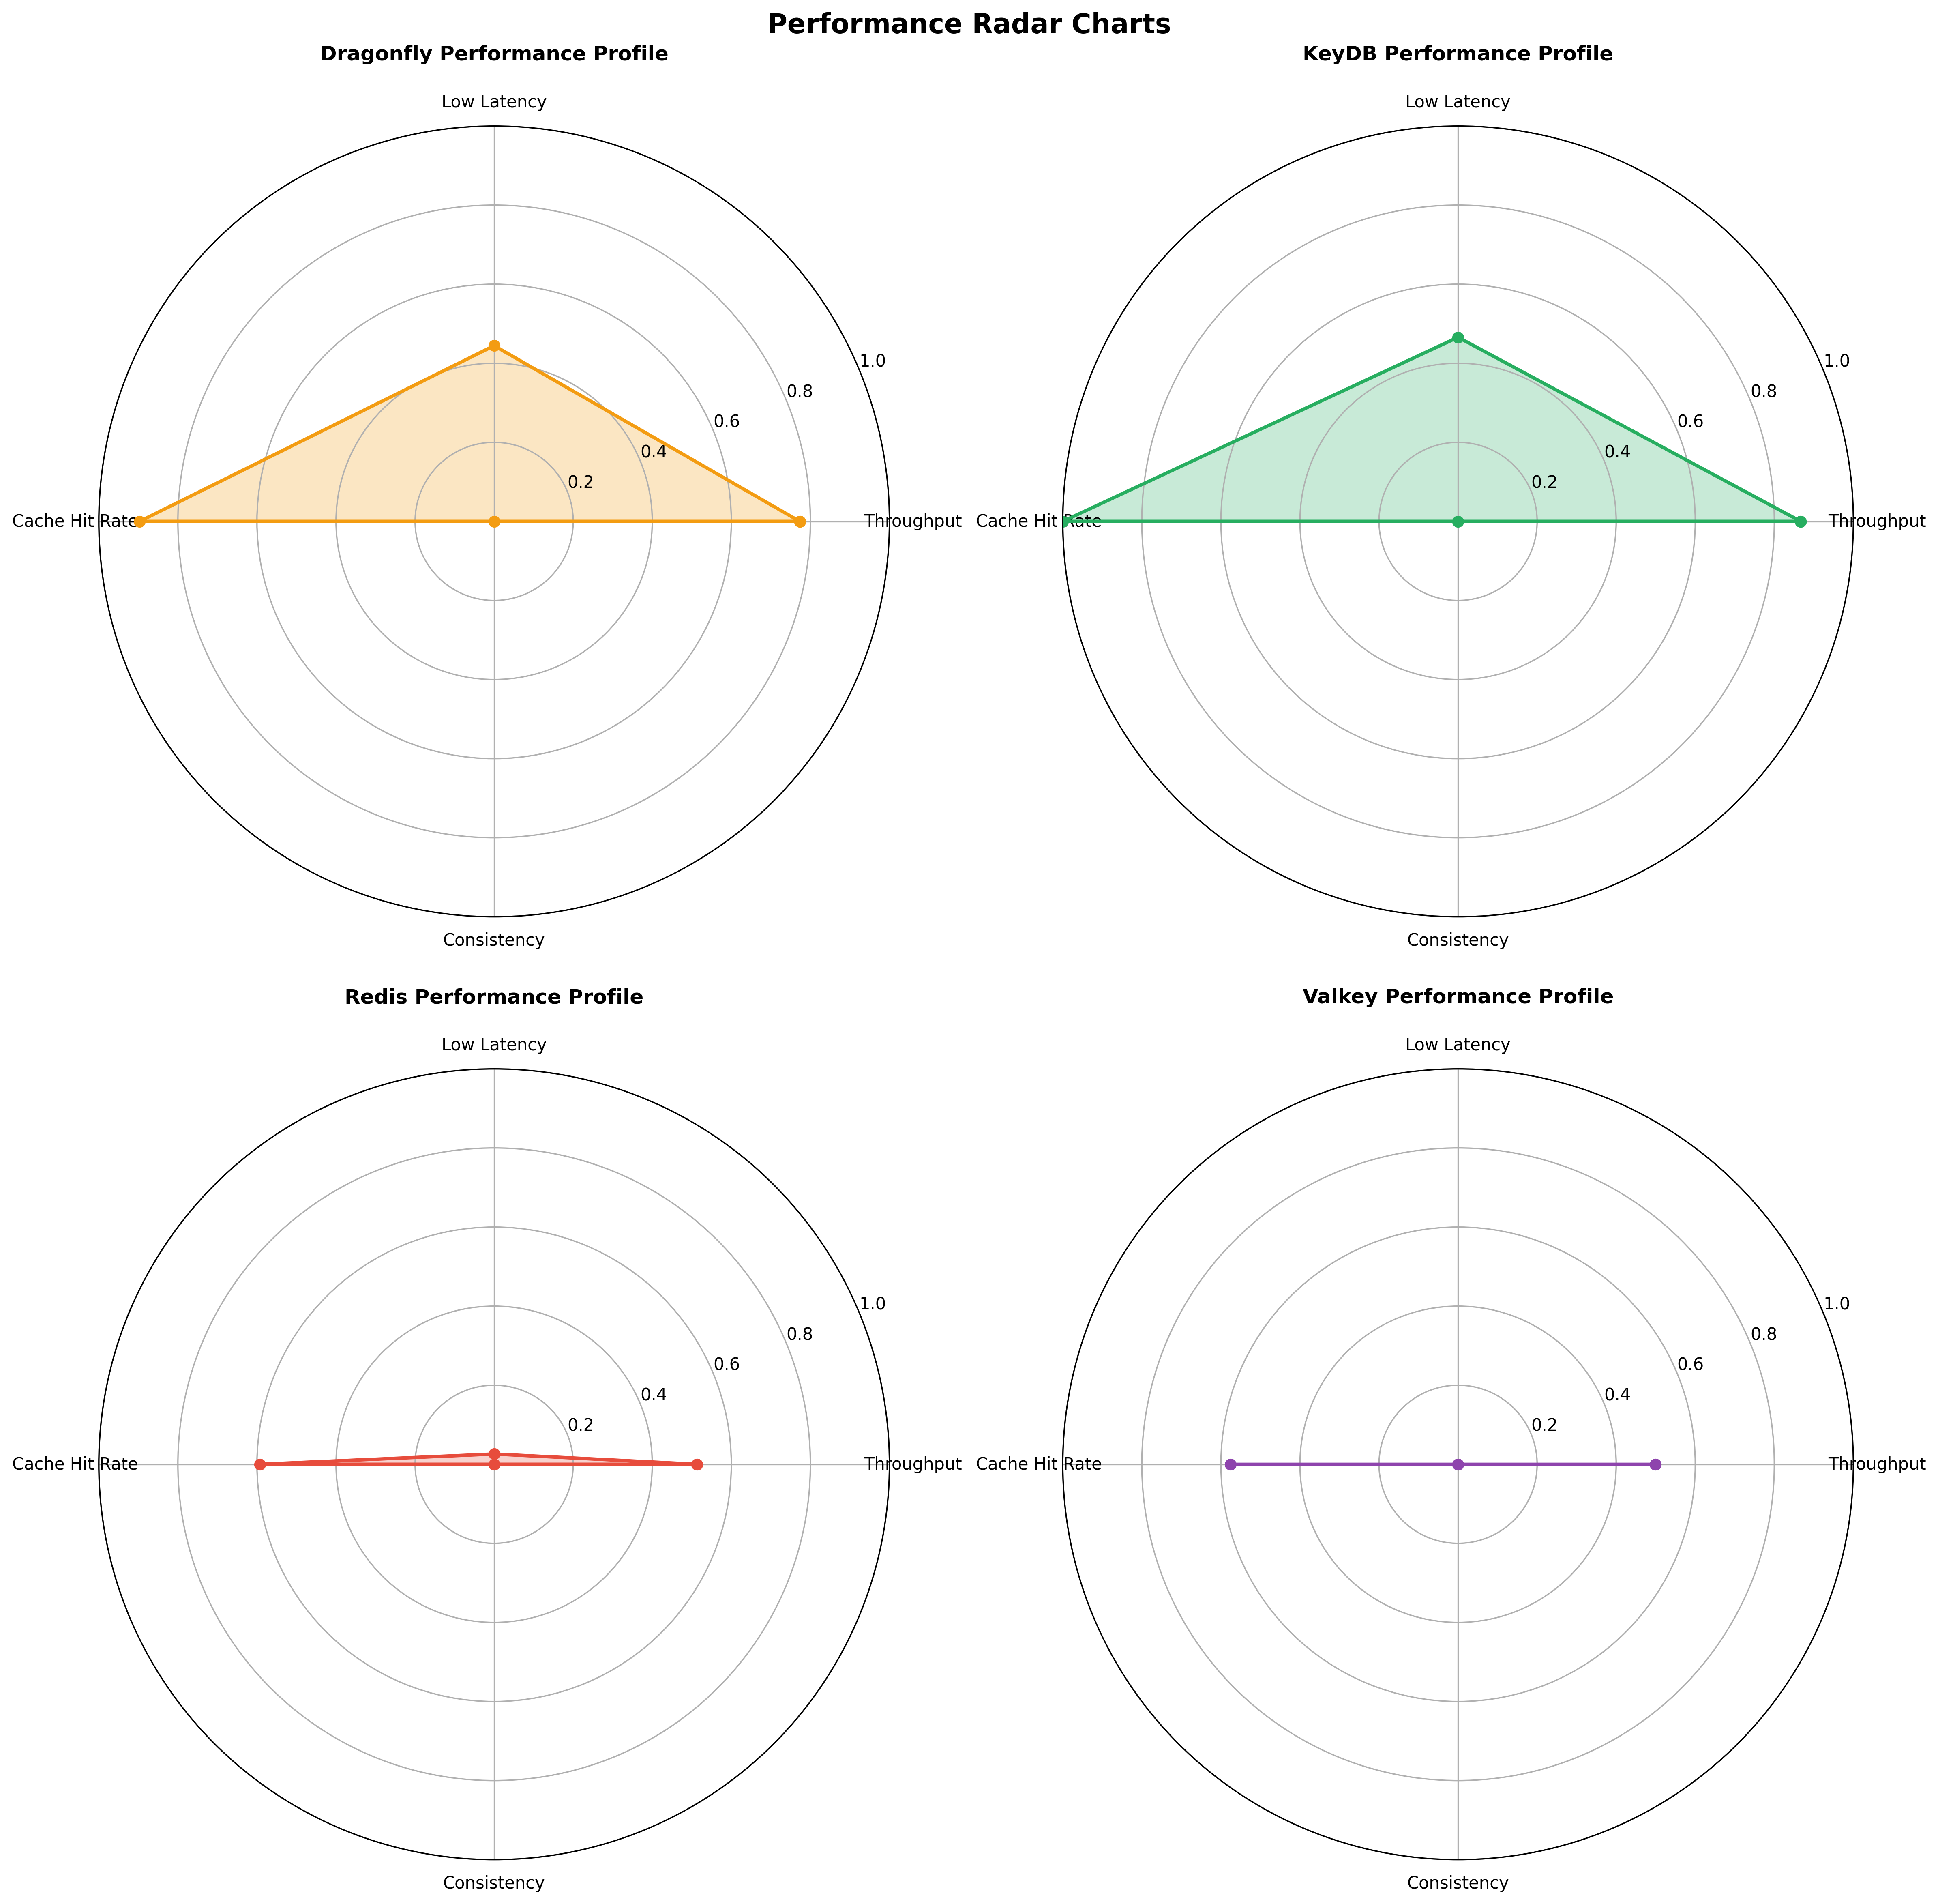 Performance Radar Charts
Dragonfly Performance Profile
Low Latency
1.0
0.8
0.6
0.4
0.2
Cache Hit Rate
Throughput
Consistency
KeyDB Performance Profile
Low Latency
1.0
0.8
0.6
0.4
0.2
Cache Hit Rate
Throughput
Consistency
Redis Performance Profile
Low Latency
1.0
0.8
0.6
0.4
0.2
Cache Hit Rate
Throughput
Consistency
Valkey Performance Profile
Low Latency
1.0
0.8
0.6
0.4
0.2
Cache Hit Rate
Throughput
Consistency